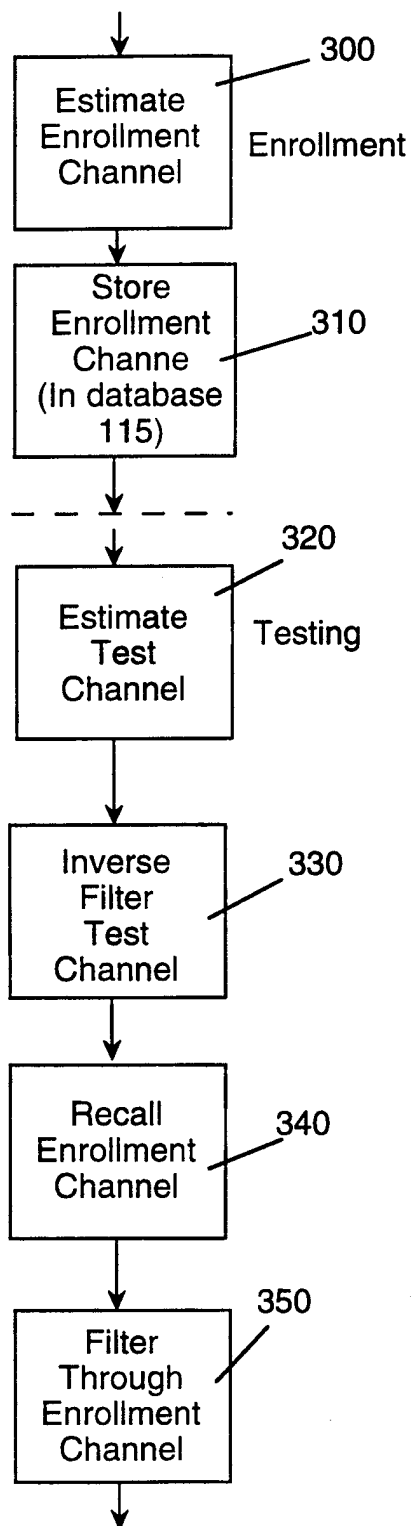 300
Estimate
Enrollment
Channel
Enrollment
Store
Enrollment
Channe
(In database
115)
310
320
Estimate
Test
Channel
Testing
Inverse
Filter
Test
Channel
330
Recall
Enrollment
Channel
340
350
Filter
Through
Enrollment
Channel